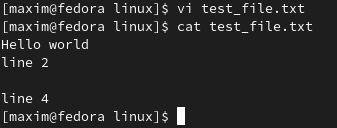 [maxim@fedora linux]$ vi test_file.txt
[maxim@fedora linux]$ cat test_file.txt
Hello world
line 2

line 4
[maxim@fedora linux]$